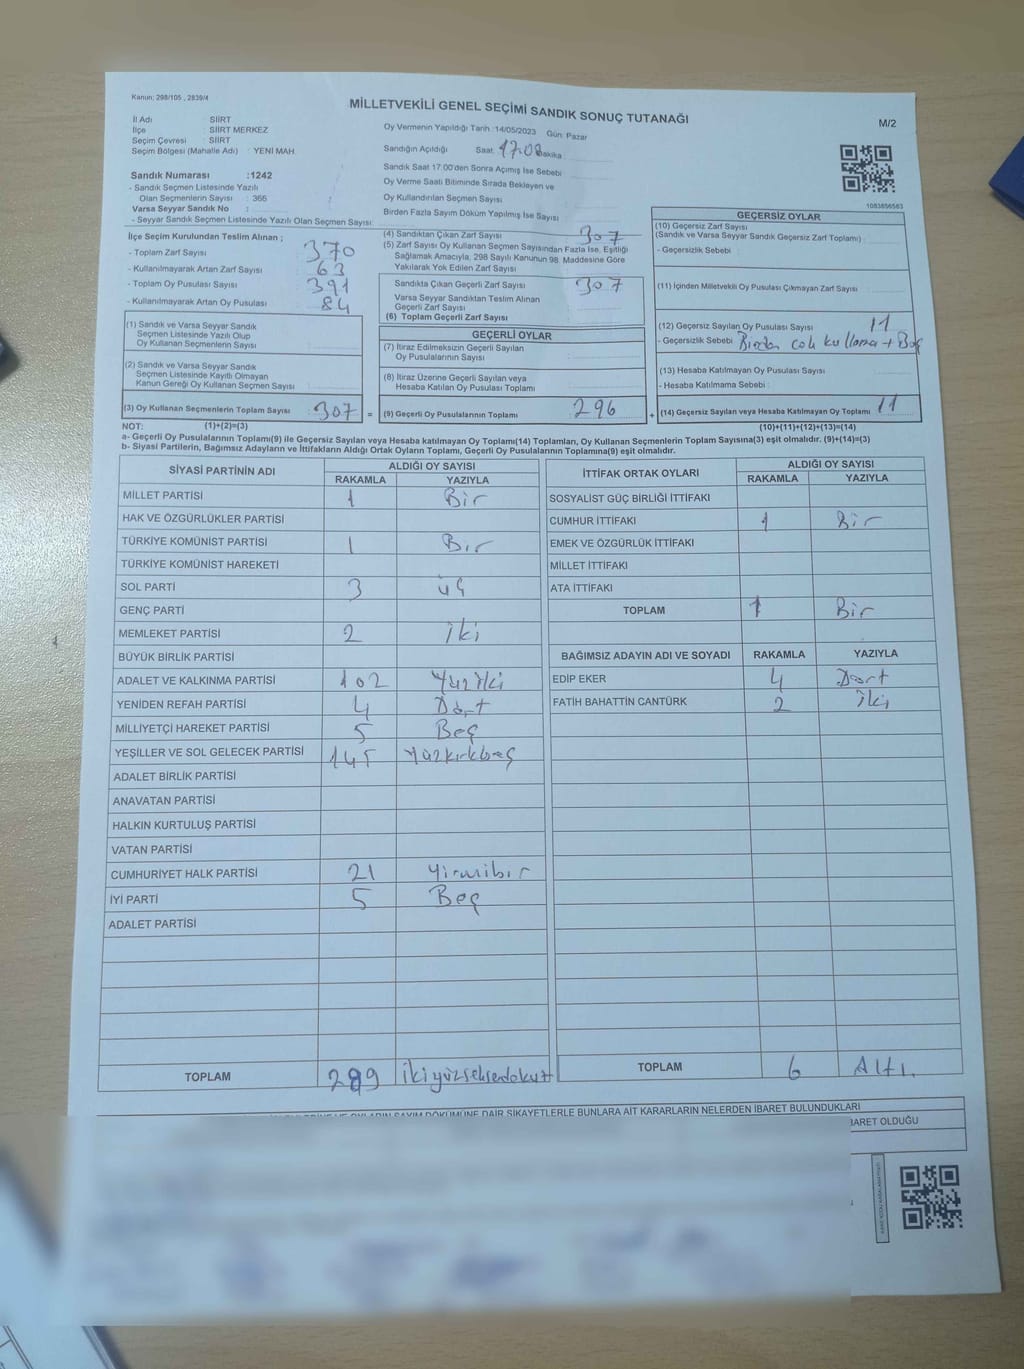 Kanun: 298/105 , 2839/4
MİLLETVEKİLİ GENEL SEÇİMİ SANDIK SONUÇ TUTANAĞI
M/2
İl Adı SİİRT
İlçe : SİİRT MERKEZ
Seçim Çevresi : SİİRT
Seçim Bölgesi (Mahalle Adı) : YENİ MAH.
Oy Vermenin Yapıldığı Tarih :14/05/2023 Gün: Pazar
Sandığın Açıldığı Saat: 17:08 Dakika
Sandık Saat 17:00'den Sonra Açmış İse Sebebi
Oy Verme Saati Bitiminde Sırada Bekleyen ve
Oy Kullandırılan Seçmen Sayısı
Birden Fazla Sayım Döküm Yapılmış İse Sayısı
1083656563
Sandık Numarası :1242
- Sandık Seçmen Listesinde Yazılı
Olan Seçmenlerin Sayısı : 366
Varsa Seyyar Sandık No :
- Seyyar Sandık Seçmen Listesinde Yazılı Olan Seçmen Sayısı:
İlçe Seçim Kurulundan Teslim Alınan ;
- Toplam Zarf Sayısı 370
- Kullanılmayarak Artan Zarf Sayısı 63
- Toplam Oy Pusulası Sayısı 391
- Kullanılmayarak Artan Oy Pusulası 84
(1) Sandık ve Varsa Seyyar Sandık
Seçmen Listesinde Yazılı Olup
Oy Kullanan Seçmenlerin Sayısı
(2) Sandık ve Varsa Seyyar Sandık
Seçmen Listesinde Kayıtlı Olmayan
Kanun Gereği Oy Kullanan Seçmen Sayısı
(3) Oy Kullanan Seçmenlerin Toplam Sayısı : 307 =
(4) Sandıktan Çıkan Zarf Sayısı 307
(5) Zarf Sayısı Oy Kullanan Seçmen Sayısından Fazla İse, Eşitliği
Sağlamak Amacıyla, 298 Sayılı Kanunun 98. Maddesine Göre
Yakılarak Yok Edilen Zarf Sayısı
Sandıkta Çıkan Geçerli Zarf Sayısı 307
Varsa Seyyar Sandıktan Teslim Alınan
Geçerli Zarf Sayısı
(6) Toplam Geçerli Zarf Sayısı
GEÇERLİ OYLAR
(7) İtiraz Edilmeksizin Geçerli Sayılan
Oy Pusulalarının Sayısı
(8) İtiraz Üzerine Geçerli Sayılan veya
Hesaba Katılan Oy Pusulası Toplamı
(9) Geçerli Oy Pusulalarının Toplamı 296 +
GEÇERSİZ OYLAR
(10) Geçersiz Zarf Sayısı
(Sandık ve Varsa Seyyar Sandık Geçersiz Zarf Toplamı) :
- Geçersizlik Sebebi
(11) İçinden Milletvekili Oy Pusulası Çıkmayan Zarf Sayısı
(12) Geçersiz Sayılan Oy Pusulası Sayısı 11
- Geçersizlik Sebebi Birden çok kullanma + Boş
(13) Hesaba Katılmayan Oy Pusulası Sayısı
- Hesaba Katılmama Sebebi
(14) Geçersiz Sayılan veya Hesaba Katılmayan Oy Toplamı 11
NOT: (1)+(2)=(3) (10)+(11)+(12)+(13)=(14)
a- Geçerli Oy Pusulalarının Toplamı(9) ile Geçersiz Sayılan veya Hesaba katılmayan Oy Toplamı(14) Toplamları, Oy Kullanan Seçmenlerin Toplam Sayısına(3) eşit olmalıdır. (9)+(14)=(3)
b- Siyasi Partilerin, Bağımsız Adayların ve İttifakların Aldığı Ortak Oyların Toplamı, Geçerli Oy Pusulalarının Toplamına(9) eşit olmalıdır.
SİYASİ PARTİNİN ADI ALDIĞI OY SAYISI
RAKAMLA YAZIYLA
MİLLET PARTİSİ 1 Bir
HAK VE ÖZGÜRLÜKLER PARTİSİ
TÜRKİYE KOMÜNİST PARTİSİ 1 Bir
TÜRKİYE KOMÜNİST HAREKETİ
SOL PARTİ 3 üç
GENÇ PARTİ
MEMLEKET PARTİSİ 2 İki
BÜYÜK BİRLİK PARTİSİ
ADALET VE KALKINMA PARTİSİ 102 Yüziki
YENİDEN REFAH PARTİSİ 4 Dört
MİLLİYETÇİ HAREKET PARTİSİ 5 Beş
YEŞİLLER VE SOL GELECEK PARTİSİ 145 Yüzkırkbeş
ADALET BİRLİK PARTİSİ
ANAVATAN PARTİSİ
HALKIN KURTULUŞ PARTİSİ
VATAN PARTİSİ
CUMHURİYET HALK PARTİSİ 21 Yirmibir
İYİ PARTİ 5 Beş
ADALET PARTİSİ
TOPLAM 289 İkiyüzseksendokuz
İTTİFAK ORTAK OYLARI ALDIĞI OY SAYISI
RAKAMLA YAZIYLA
SOSYALİST GÜÇ BİRLİĞİ İTTİFAKI
CUMHUR İTTİFAKI 1 Bir
EMEK VE ÖZGÜRLÜK İTTİFAKI
MİLLET İTTİFAKI
ATA İTTİFAKI
TOPLAM 1 Bir
BAĞIMSIZ ADAYIN ADI VE SOYADI RAKAMLA YAZIYLA
EDİP EKER 4 Dört
FATİH BAHATTİN CANTÜRK 2 İki
TOPLAM 6 Altı
OYLARIN SAYIM DÖKÜMÜNE DAİR ŞİKAYETLERLE BUNLARA AİT KARARLARIN NELERDEN İBARET BULUNDUKLARI
İBARET OLDUĞU